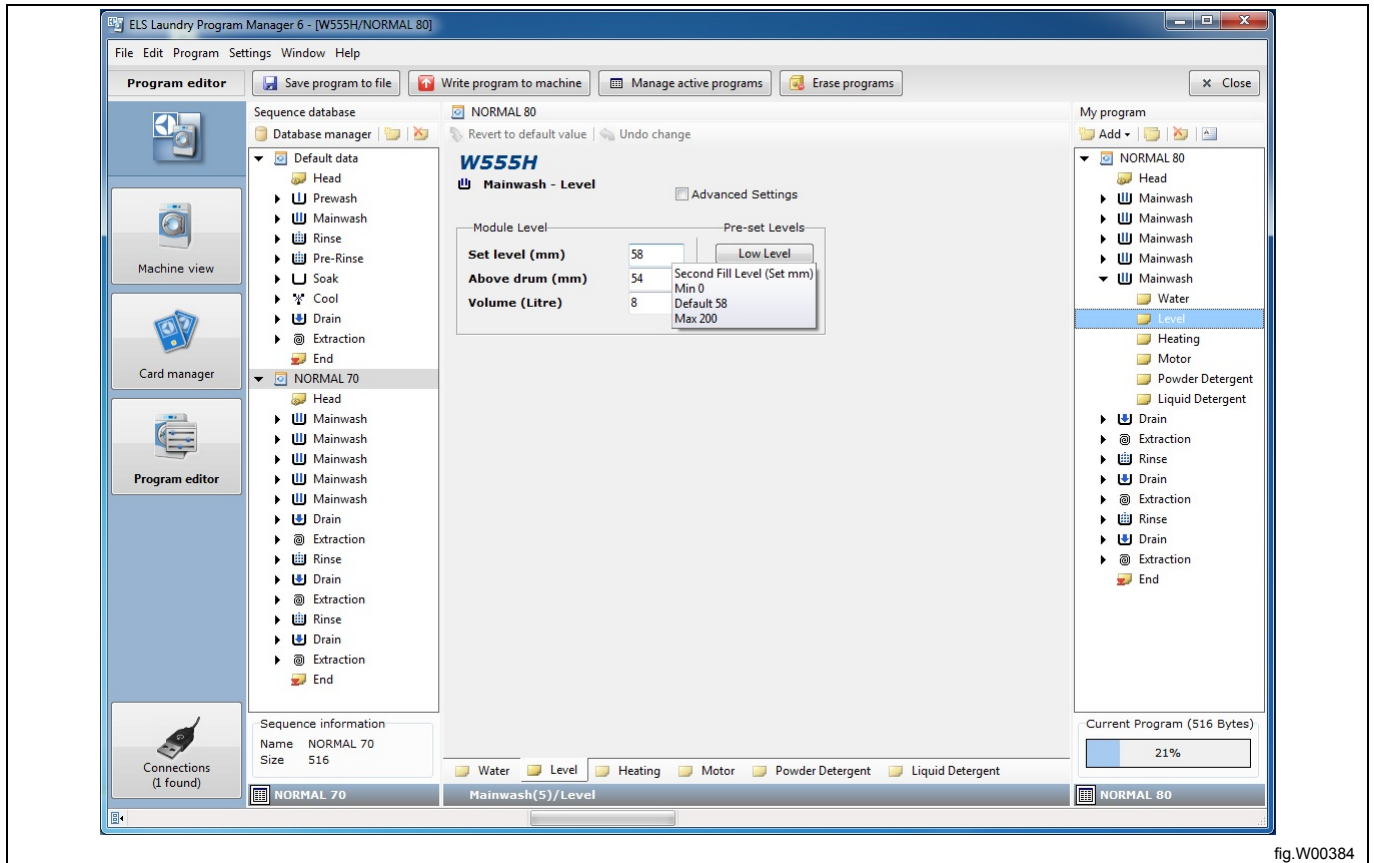 ELS Laundry Program Manager 6 - [W555H/NORMAL 80]
File Edit Program Settings Window Help
Program editor
Save program to file
Write program to machine
Manage active programs
Erase programs
Close
Machine view
Card manager
Program editor
Connections
(1 found)
Sequence database
Database manager
Default data
Head
Prewash
Mainwash
Rinse
Pre-Rinse
Soak
Cool
Drain
Extraction
End
NORMAL 70
Head
Mainwash
Mainwash
Mainwash
Mainwash
Mainwash
Drain
Extraction
Rinse
Drain
Extraction
Rinse
Drain
Extraction
End
Sequence information
Name NORMAL 70
Size 516
NORMAL 70
NORMAL 80
Revert to default value
Undo change
W555H
Mainwash - Level
Advanced Settings
Module Level
Pre-set Levels
Set level (mm) 58
Low Level
Above drum (mm) 54
Volume (Litre) 8
Second Fill Level (Set mm)
Min 0
Default 58
Max 200
Water Level Heating Motor Powder Detergent Liquid Detergent
Mainwash(5)/Level
My program
Add
NORMAL 80
Head
Mainwash
Mainwash
Mainwash
Mainwash
Mainwash
Water
Level
Heating
Motor
Powder Detergent
Liquid Detergent
Drain
Extraction
Rinse
Drain
Extraction
Rinse
Drain
Extraction
End
Current Program (516 Bytes)
21%
NORMAL 80
fig.W00384